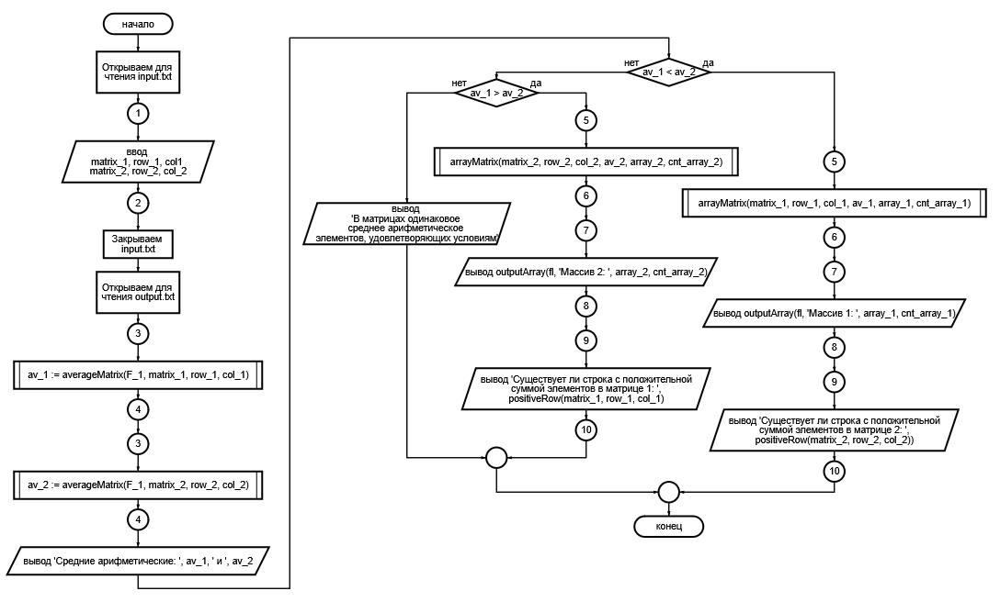 начало
Открываем для
чтения input.txt
1
ввод
matrix_1, row_1, col1
matrix_2, row_2, col_2
2
Закрываем
input.txt
Открываем для
чтения output.txt
3
av_1 := averageMatrix(F_1, matrix_1, row_1, col_1)
4
3
av_2 := averageMatrix(F_1, matrix_2, row_2, col_2)
4
вывод 'Средние арифметические: ', av_1, ' и ', av_2
нет
av_1 < av_2
да
нет
av_1 > av_2
да
вывод
'В матрицах одинаковое
среднее арифметическое
элементов, удовлетворяющих условиям'
5
arrayMatrix(matrix_2, row_2, col_2, av_2, array_2, cnt_array_2)
6
7
вывод outputArray(fl, 'Массив 2: ', array_2, cnt_array_2)
8
9
вывод 'Существует ли строка с положительной
суммой элементов в матрице 1: ',
positiveRow(matrix_1, row_1, col_1)
10
5
arrayMatrix(matrix_1, row_1, col_1, av_1, array_1, cnt_array_1)
6
7
вывод outputArray(fl, 'Массив 1: ', array_1, cnt_array_1)
8
9
вывод 'Существует ли строка с положительной
суммой элементов в матрице 2: ',
positiveRow(matrix_2, row_2, col_2))
10
конец